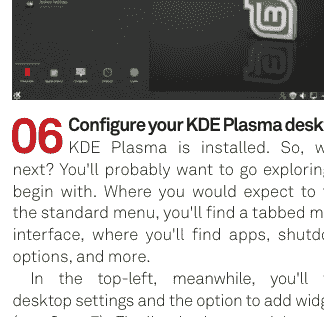 06 Configure your KDE Plasma desk
KDE Plasma is installed. So, w
next? You'll probably want to go exploring
begin with. Where you would expect to
the standard menu, you'll find a tabbed m
interface, where you'll find apps, shutdo
options, and more.
In the top-left, meanwhile, you'll
desktop settings and the option to add widg